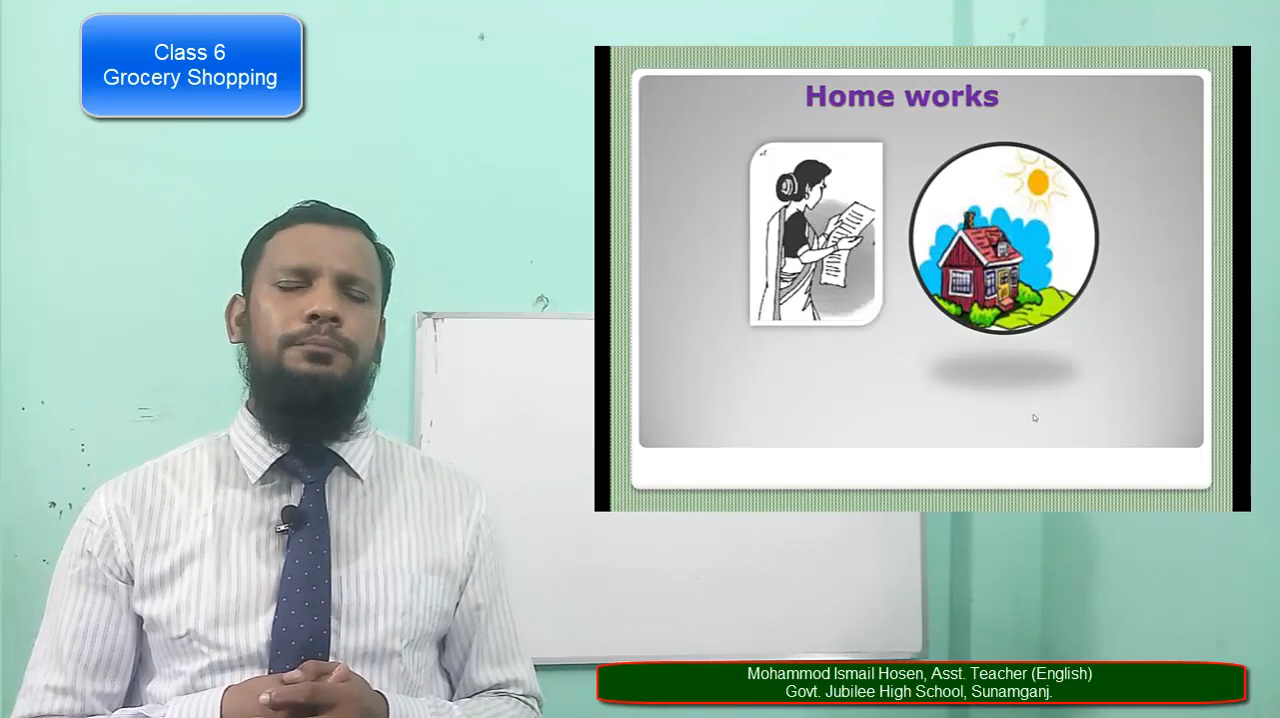 Class 6
Grocery Shopping
Home works
Mohammod Ismail Hosen, Asst. Teacher (English)
Govt. Jubilee High School, Sunamganj.